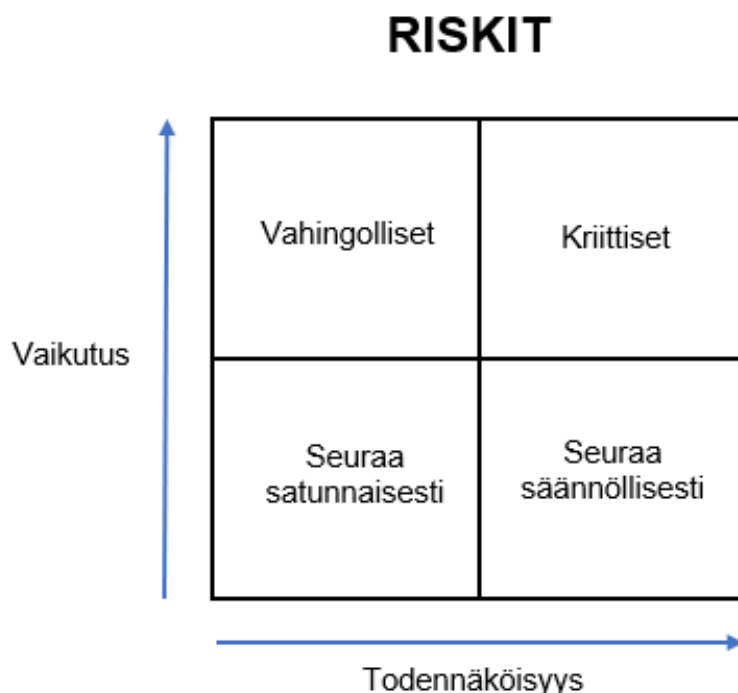 RISKIT
Vahingolliset
Kriittiset
Vaikutus
Seuraa
satunnaisesti
Seuraa
säännöllisesti
Todennäköisyys